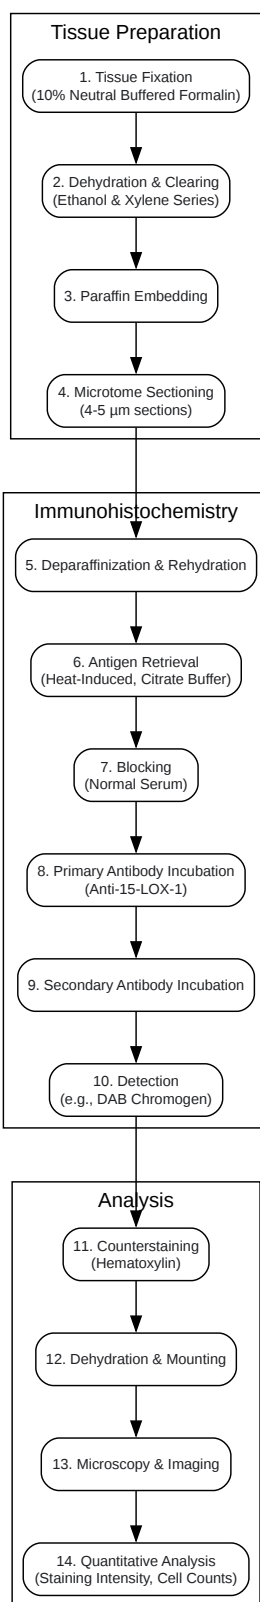 Tissue Preparation
1. Tissue Fixation
(10% Neutral Buffered Formalin)
2. Dehydration & Clearing
(Ethanol & Xylene Series)
3. Paraffin Embedding
4. Microtome Sectioning
(4-5 µm sections)
Immunohistochemistry
5. Deparaffinization & Rehydration
6. Antigen Retrieval
(Heat-Induced, Citrate Buffer)
7. Blocking
(Normal Serum)
8. Primary Antibody Incubation
(Anti-15-LOX-1)
9. Secondary Antibody Incubation
10. Detection
(e.g., DAB Chromogen)
Analysis
11. Counterstaining
(Hematoxylin)
12. Dehydration & Mounting
13. Microscopy & Imaging
14. Quantitative Analysis
(Staining Intensity, Cell Counts)